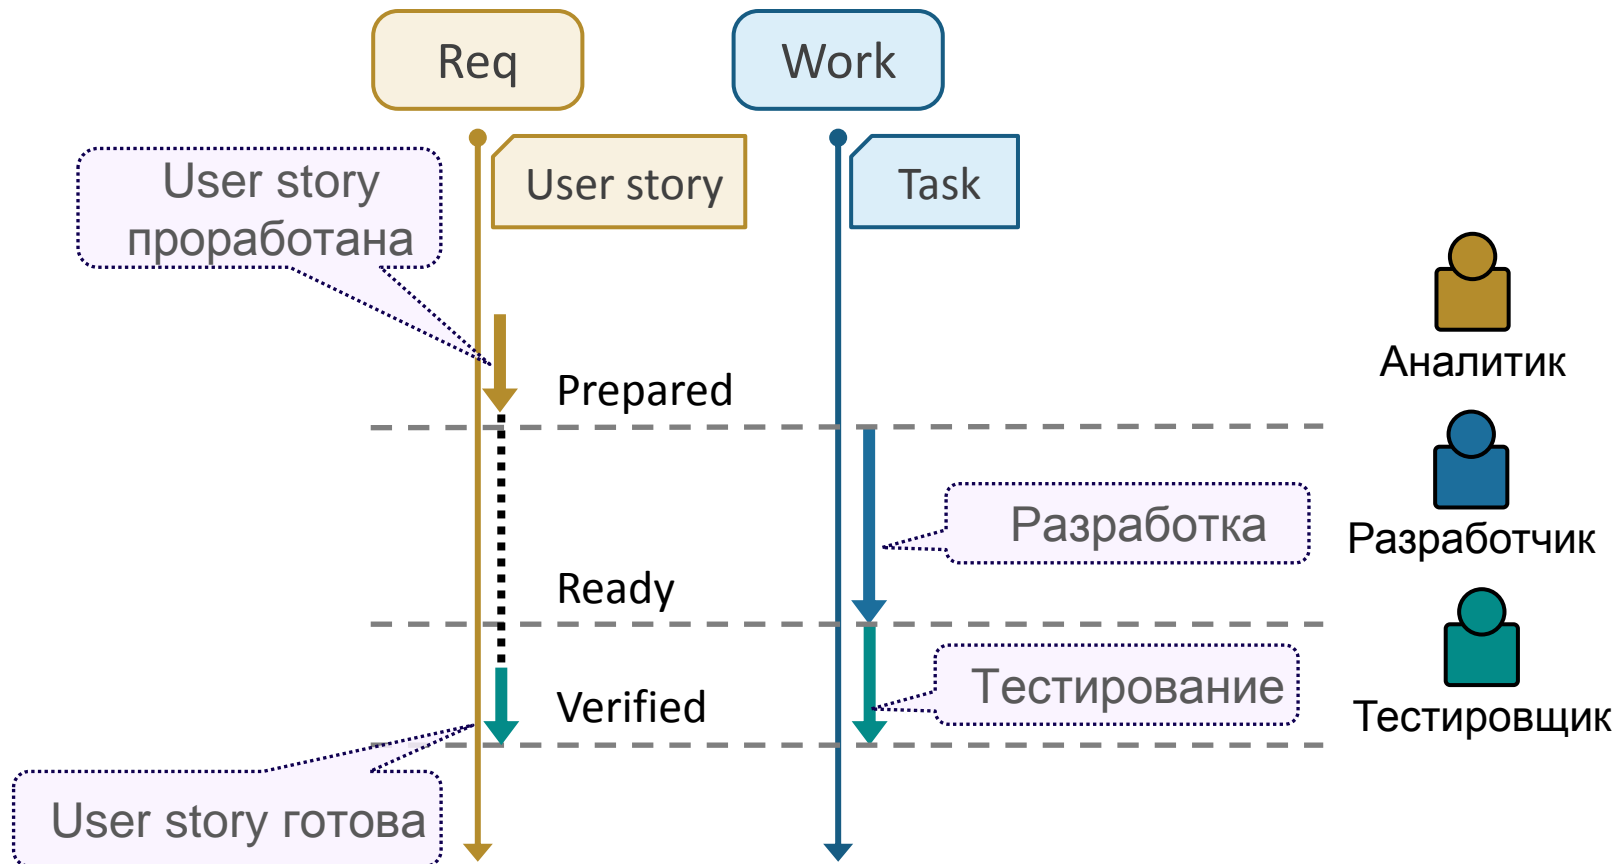 Req
Work
User story
проработана
User story
Task
Аналитик
Prepared
Разработка
Разработчик
Ready
Тестирование
Verified
Тестировщик
User story готова